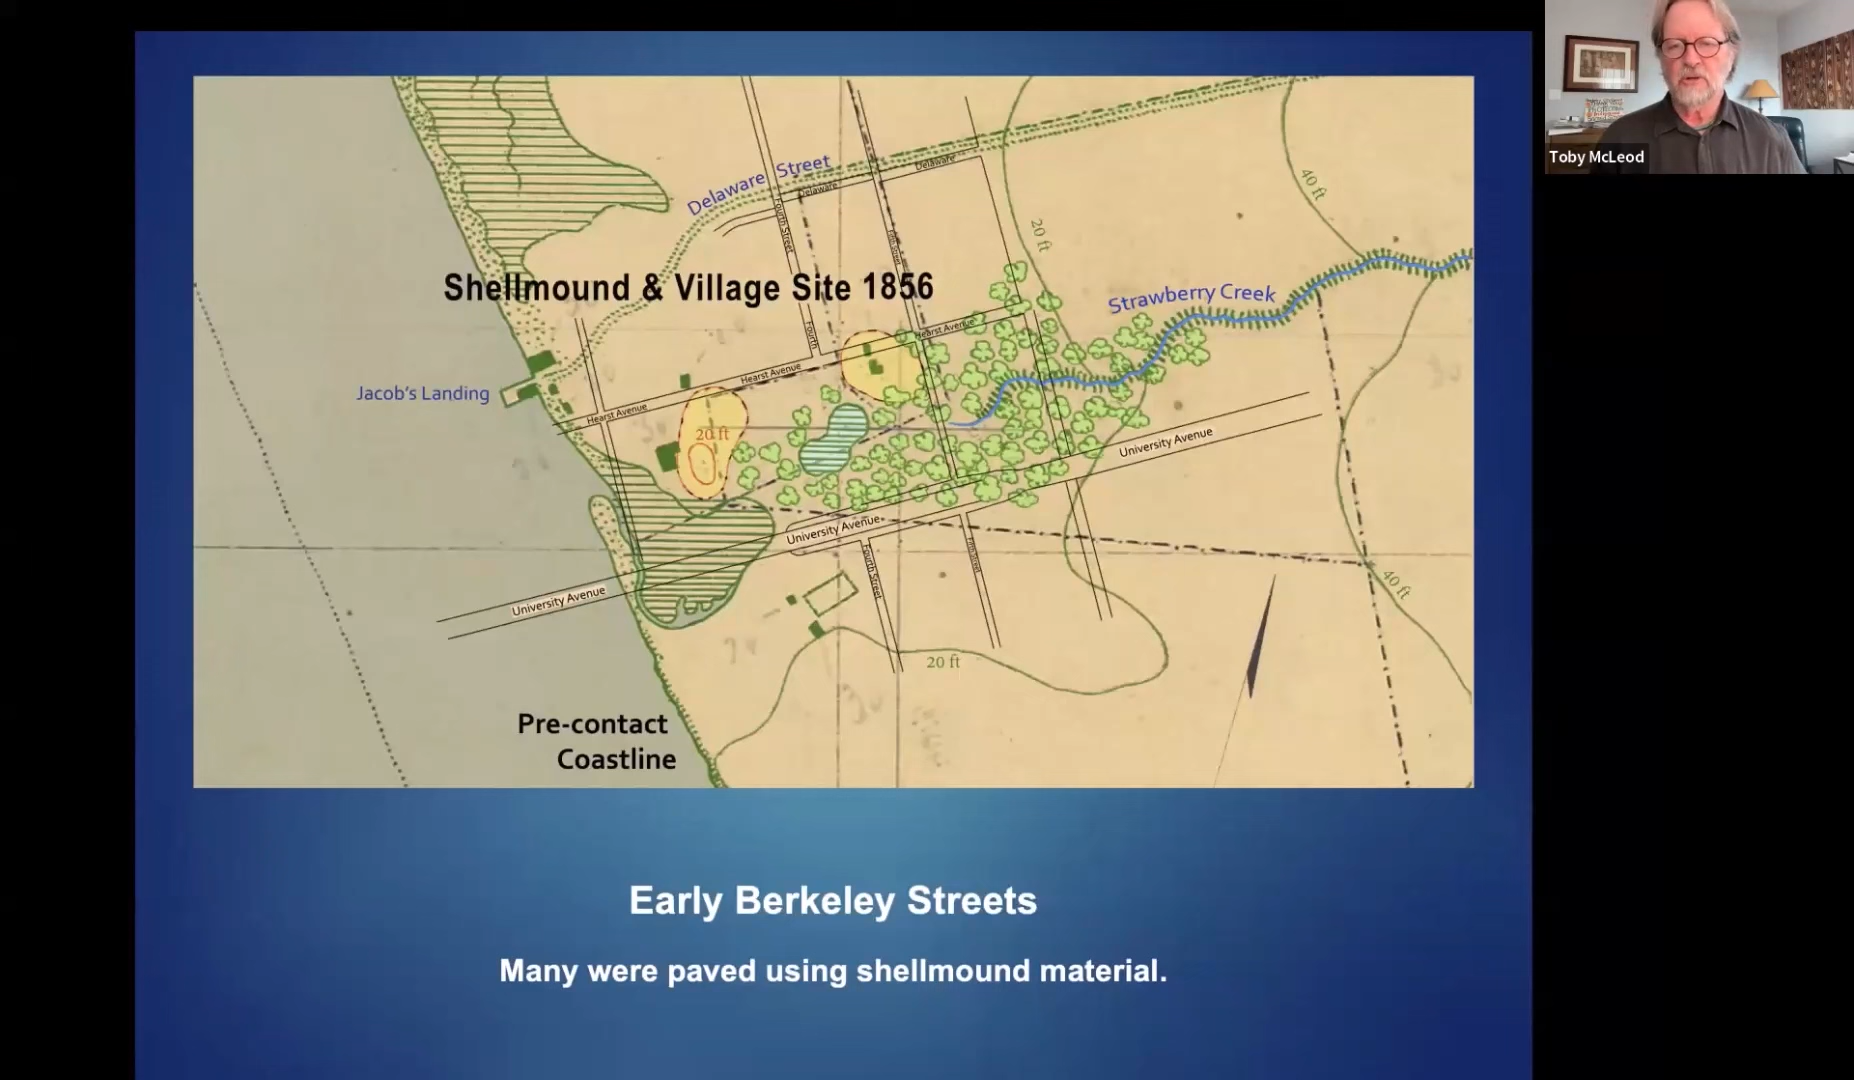 Toby McLeod
Delaware Street
Delaware
Delaware
Fourth Street
Fifth Street
40 ft
20 ft
Shellmound & Village Site 1856
Strawberry Creek
Fourth
Hearst Avenue
Hearst Avenue
Jacob's Landing
Hearst Avenue
20 ft
University Avenue
University Avenue
Fourth Street
Fifth Street
University Avenue
40 ft
20 ft
Pre-contact
Coastline
Early Berkeley Streets
Many were paved using shellmound material.